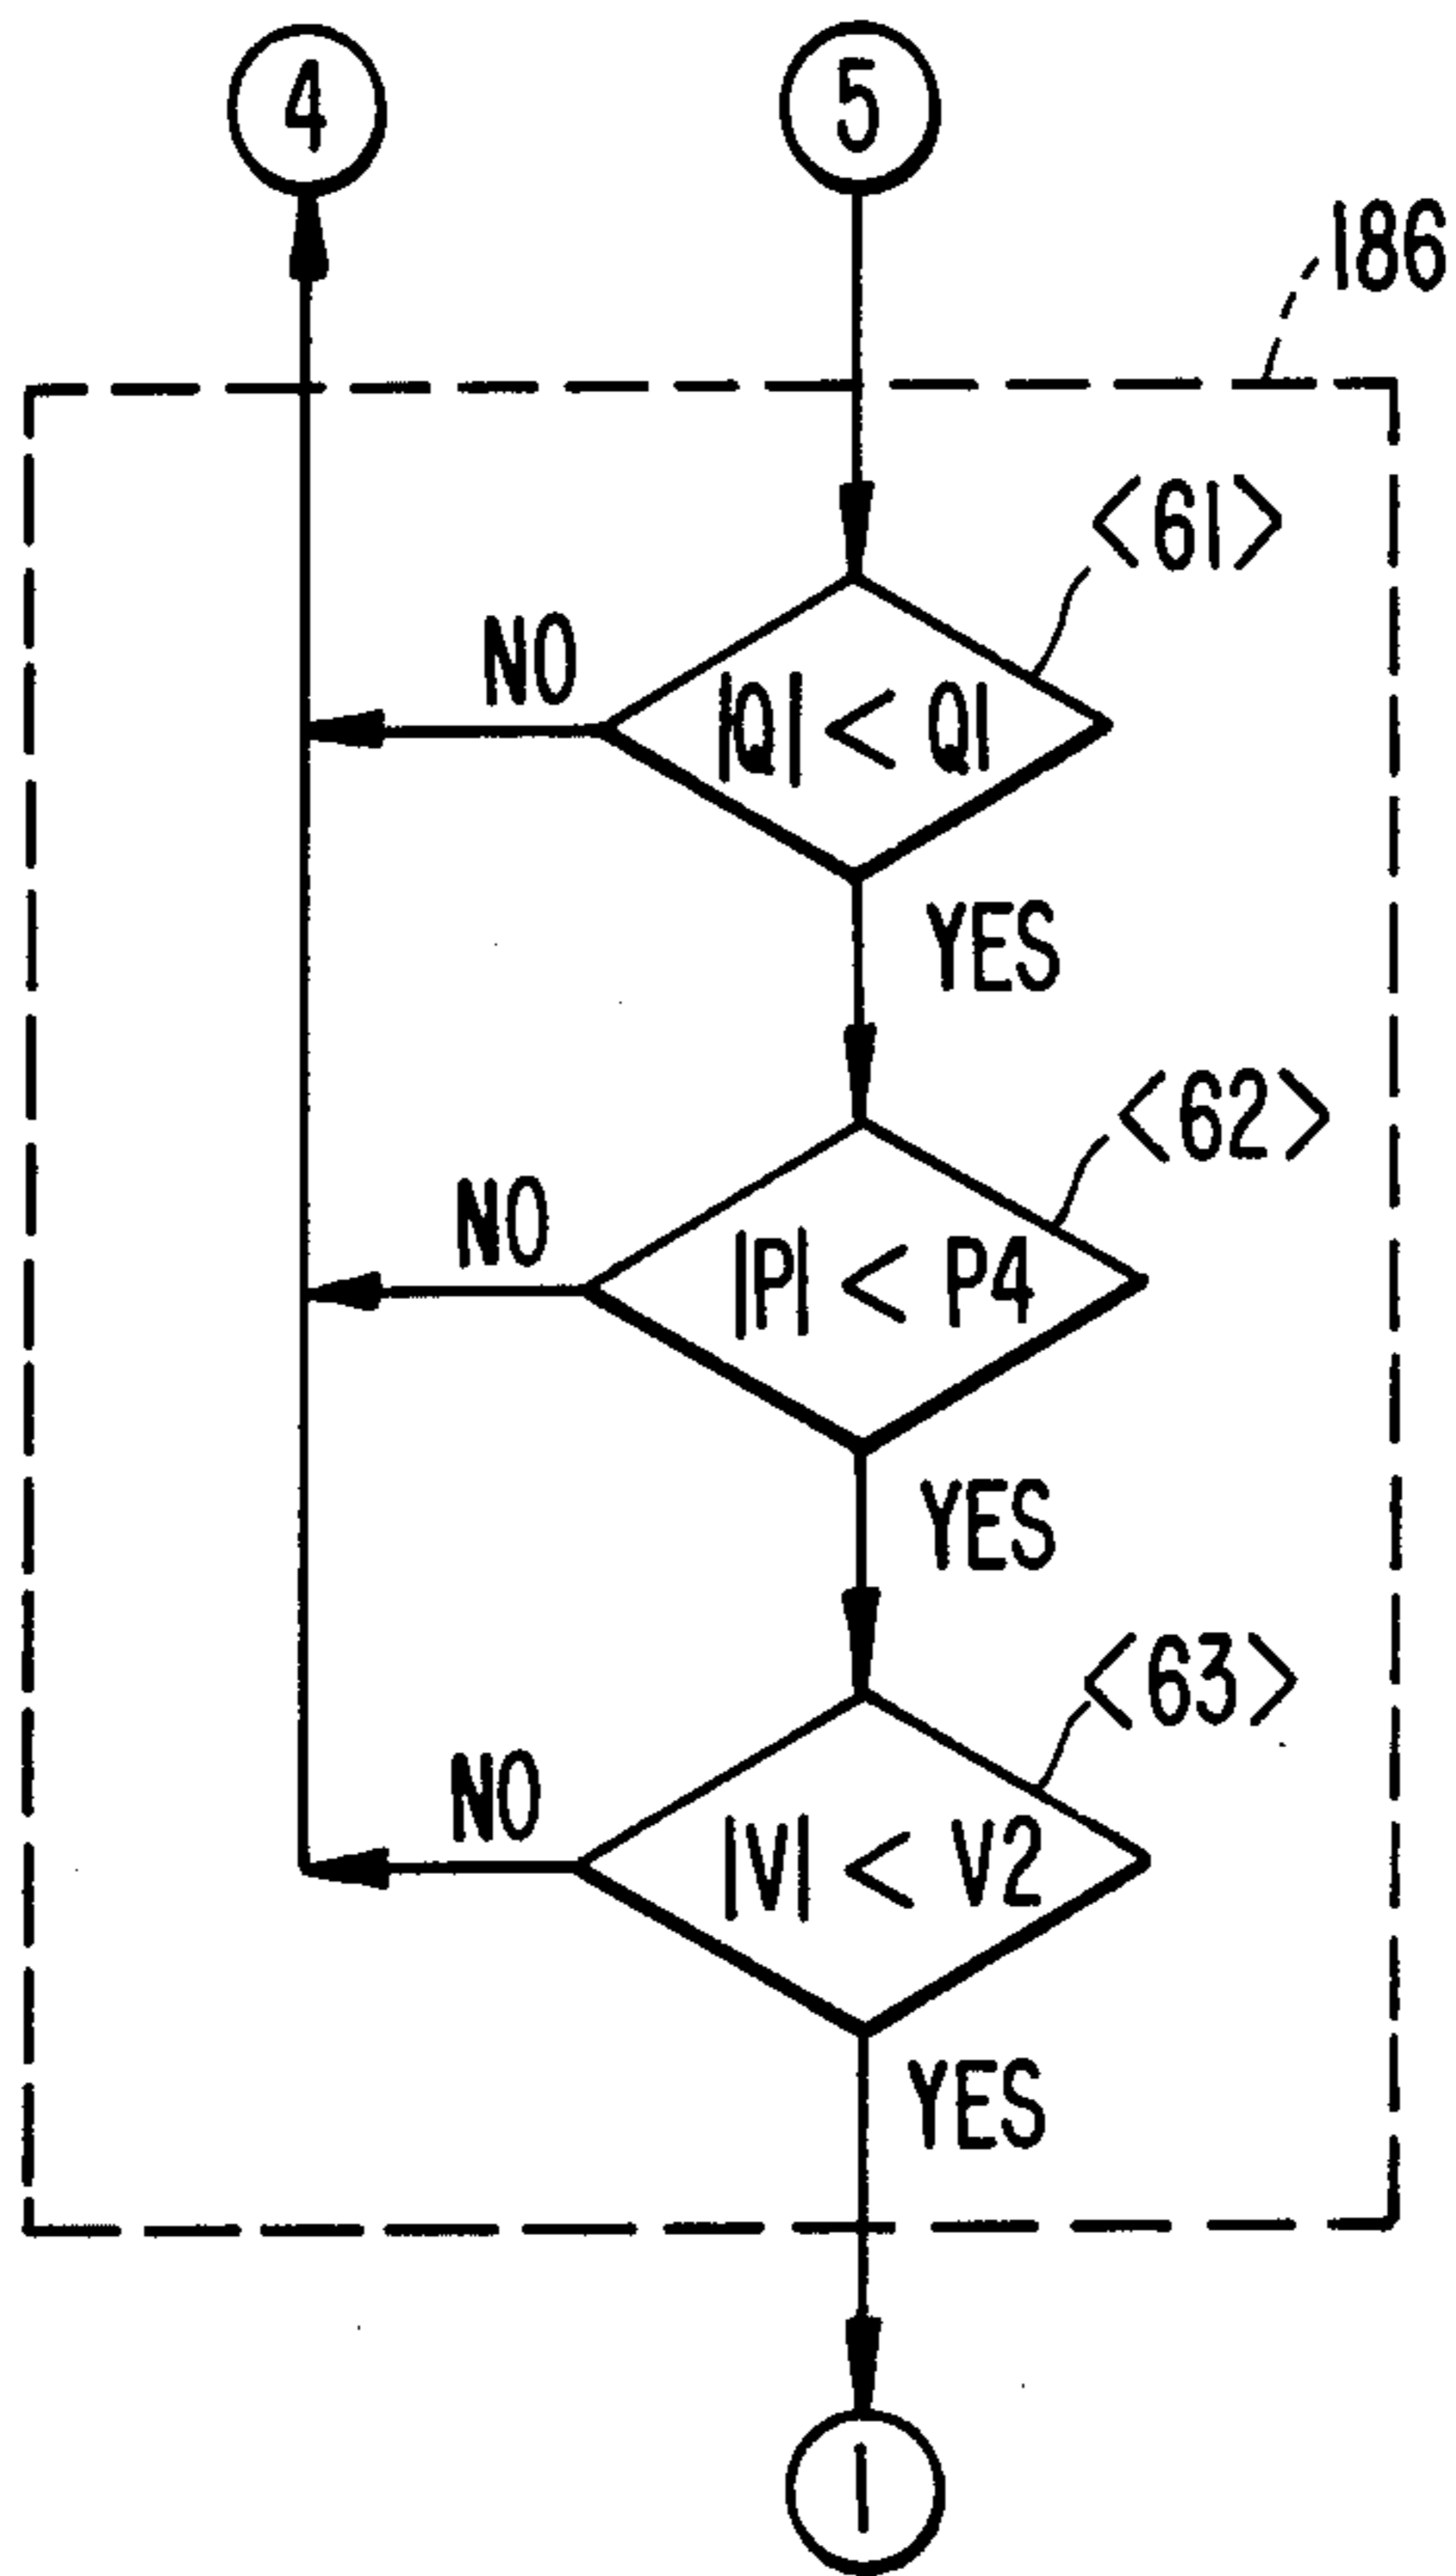 4
5
186
<61>
NO
|Q| < Q1
YES
<62>
NO
|P| < P4
YES
<63>
NO
|V| < V2
YES
1